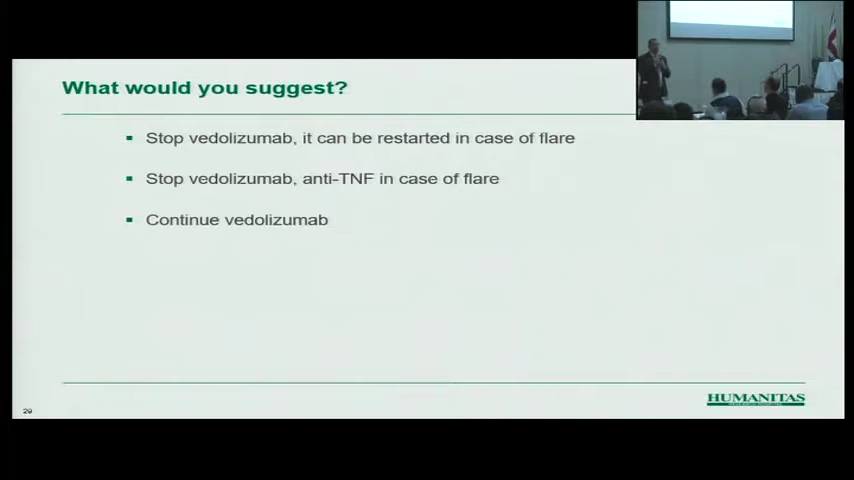 What would you suggest?
Stop vedolizumab, it can be restarted in case of flare
Stop vedolizumab, anti-TNF in case of flare
Continue vedolizumab
HUMANITAS
29